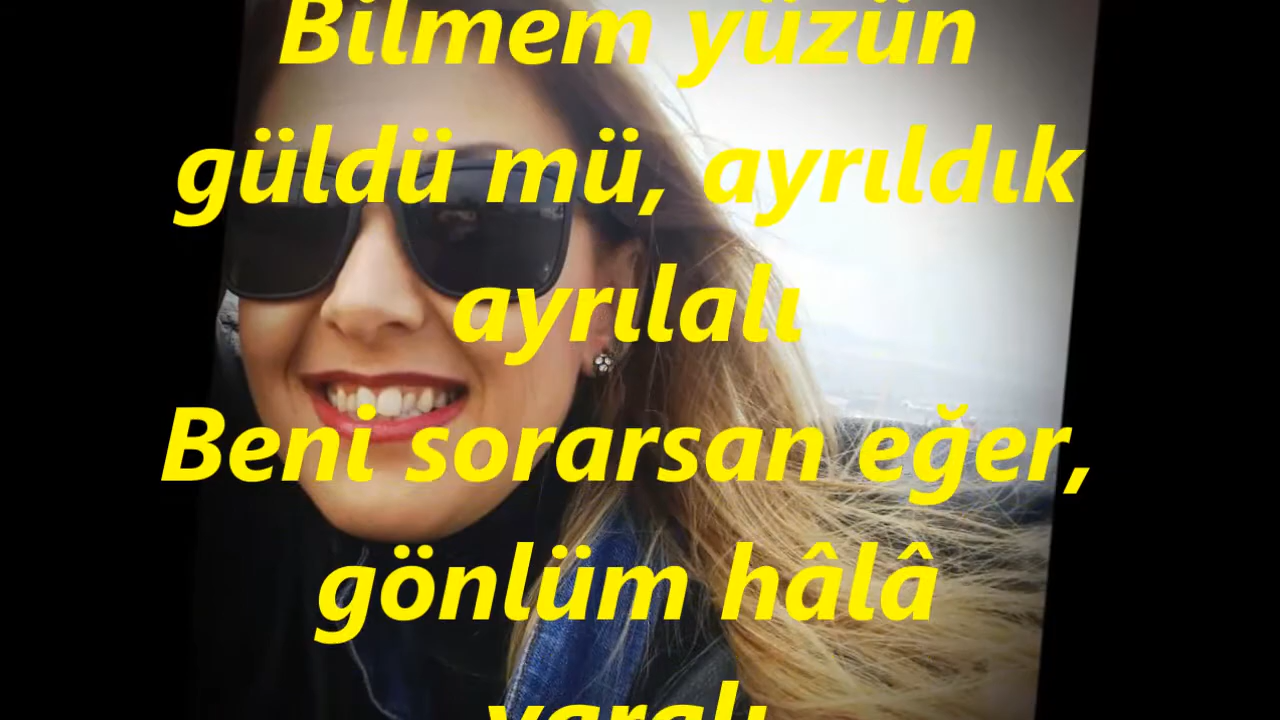 Bilmem yüzün
güldü mü, ayrıldık
ayrılalı
Beni sorarsan eğer,
gönlüm hâlâ
yaralı